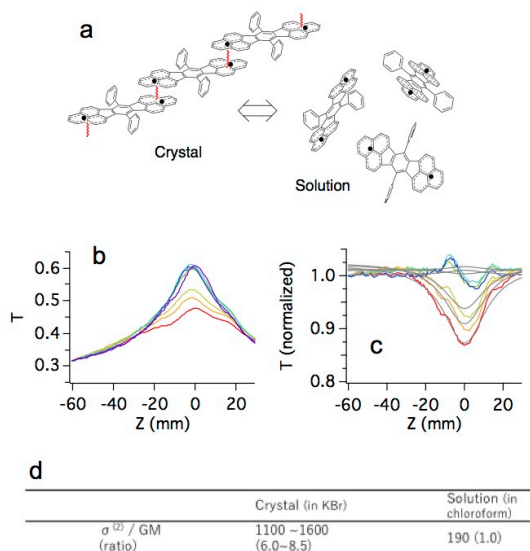 a
Crystal
Solution
b
0.6
0.5
0.4
0.3
T
-60
-40
-20
0
20
Z (mm)
c
1.0
0.9
0.8
T (normalized)
-60
-40
-20
0
20
Z (mm)
d
Crystal (in KBr) Solution (in
chloroform)
σ(2) / GM 1100 ~1600 190 (1.0)
(ratio) (6.0~8.5)